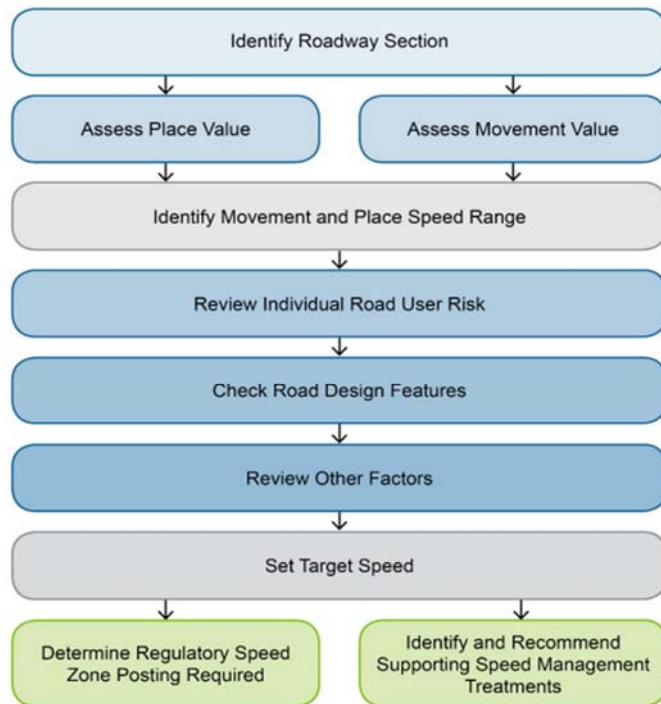 Identify Roadway Section
Assess Place Value
Assess Movement Value
Identify Movement and Place Speed Range
Review Individual Road User Risk
Check Road Design Features
Review Other Factors
Set Target Speed
Determine Regulatory Speed
Zone Posting Required
Identify and Recommend
Supporting Speed Management
Treatments